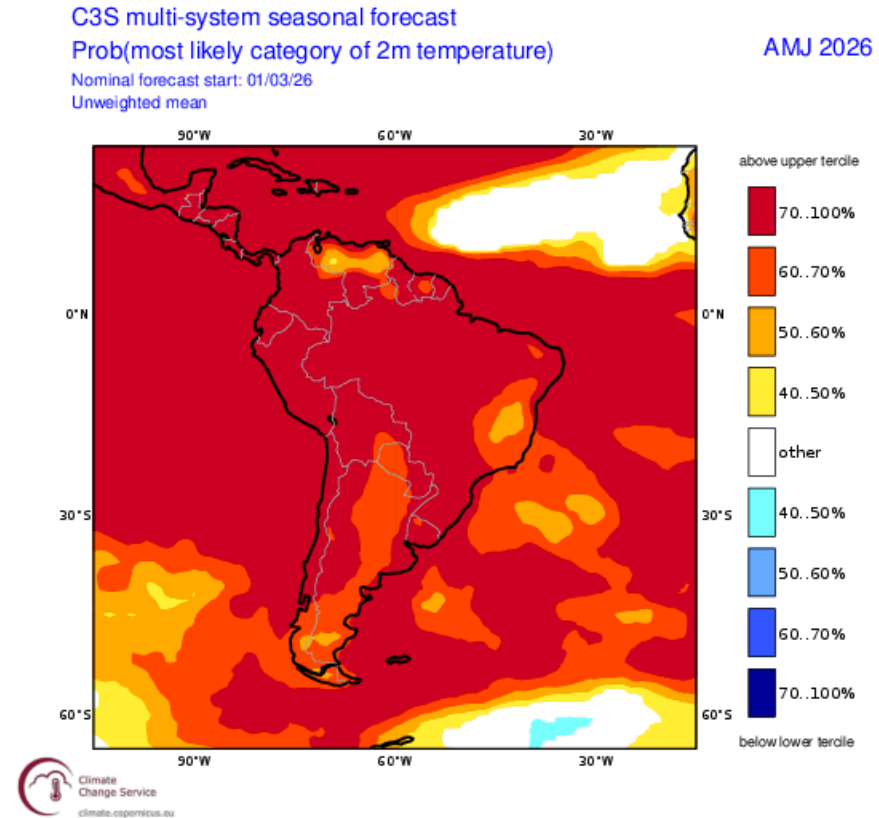 C3S multi-system seasonal forecast
Prob(most likely category of 2m temperature)
AMJ 2026
Nominal forecast start: 01/03/26
Unweighted mean
90°W 60°W 30°W
above upper tercile
70..100%
60..70%
0°N 0°N
50..60%
40..50%
other
30°S 30°S
40..50%
50..60%
60..70%
70..100%
60°S 60°S
below lower tercile
90°W 60°W 30°W
Climate
Change Service
climate.copernicus.eu